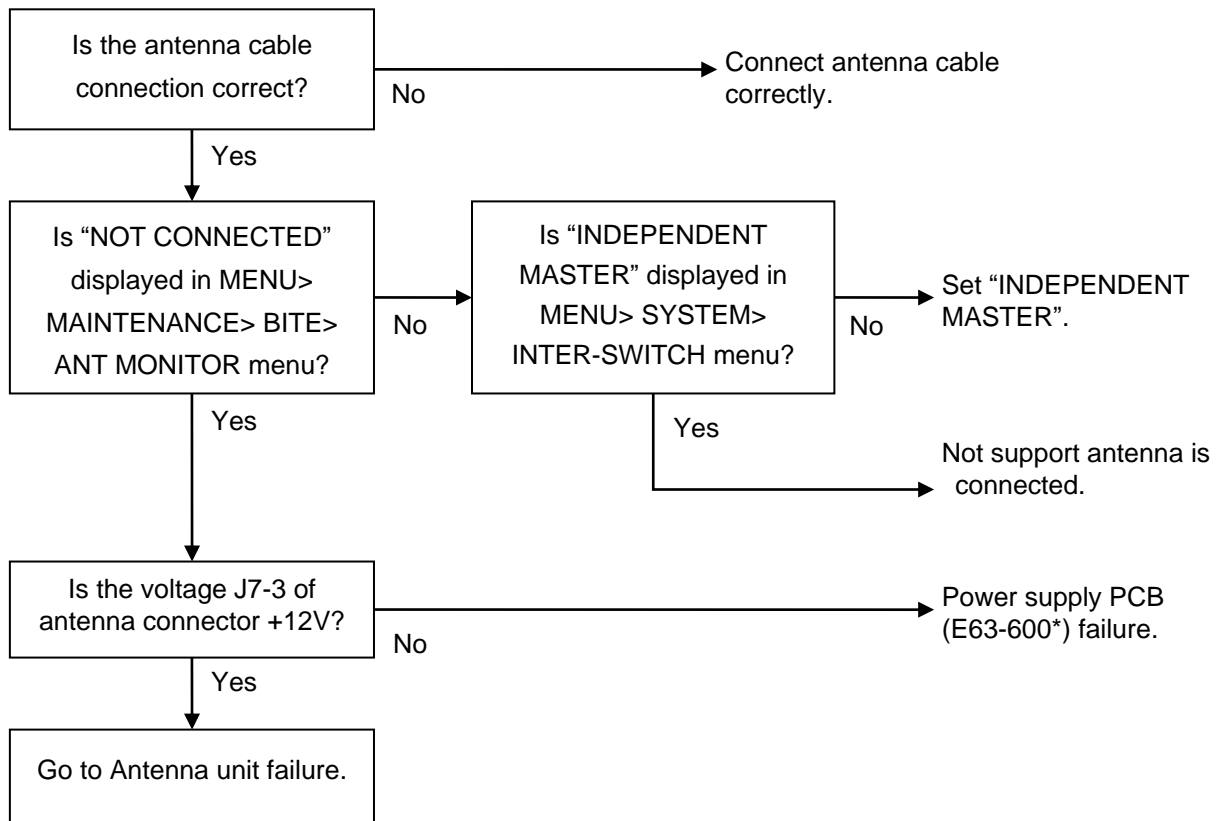 Is the antenna cable
connection correct?
No
Connect antenna cable
correctly.
Yes
Is “NOT CONNECTED”
displayed in MENU>
MAINTENANCE> BITE>
ANT MONITOR menu?
No
Is “INDEPENDENT
MASTER” displayed in
MENU> SYSTEM>
INTER-SWITCH menu?
No
Set “INDEPENDENT
MASTER”.
Yes
Yes
Not support antenna is
connected.
Is the voltage J7-3 of
antenna connector +12V?
No
Power supply PCB
(E63-600*) failure.
Yes
Go to Antenna unit failure.